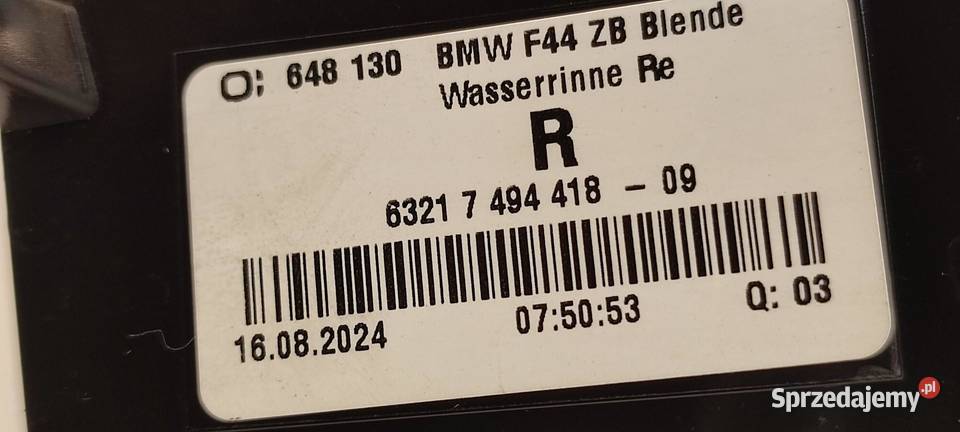 O; 648 130 BMW F44 ZB Blende
Wasserrinne Re
R
6321 7 494 418 - 09
16.08.2024 07:50:53 Q: 03
Sprzedajemy.pl